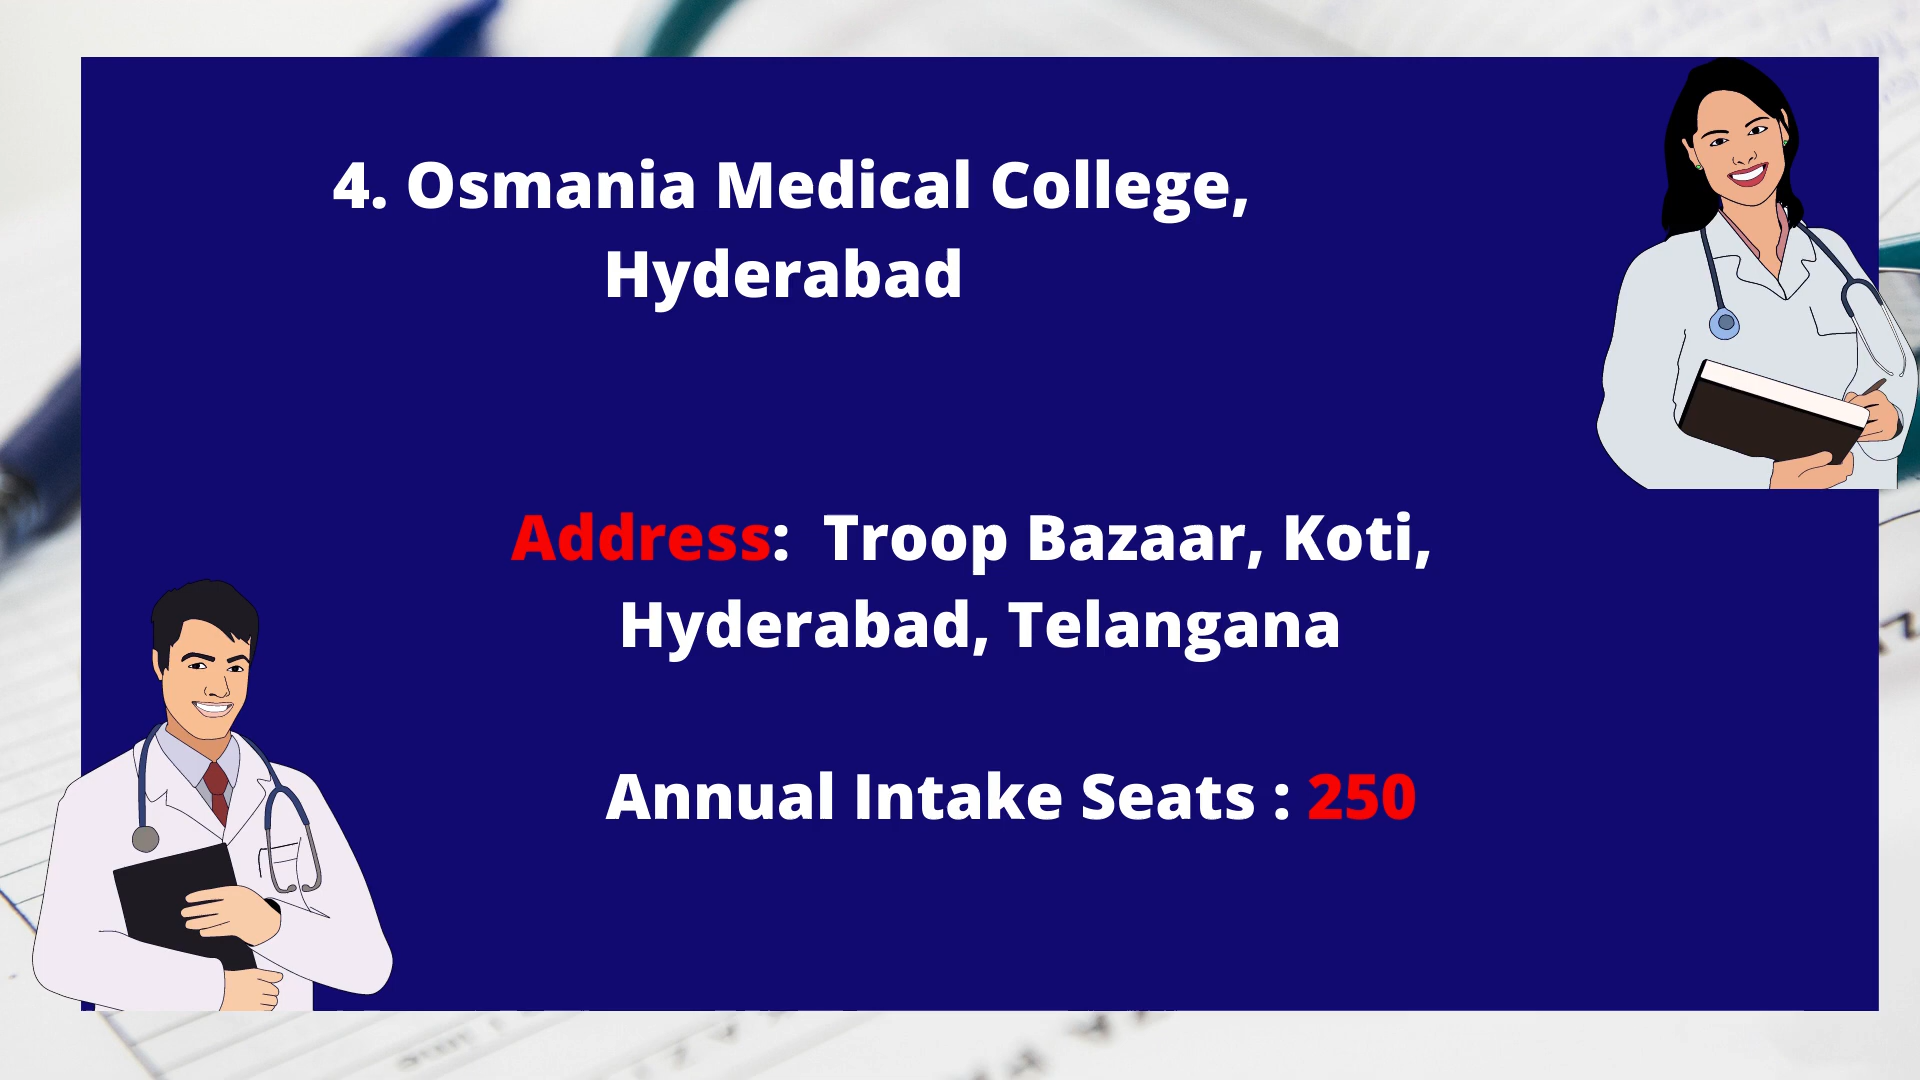 4. Osmania Medical College,
Hyderabad
Address:  Troop Bazaar, Koti,
Hyderabad, Telangana
Annual Intake Seats : 250